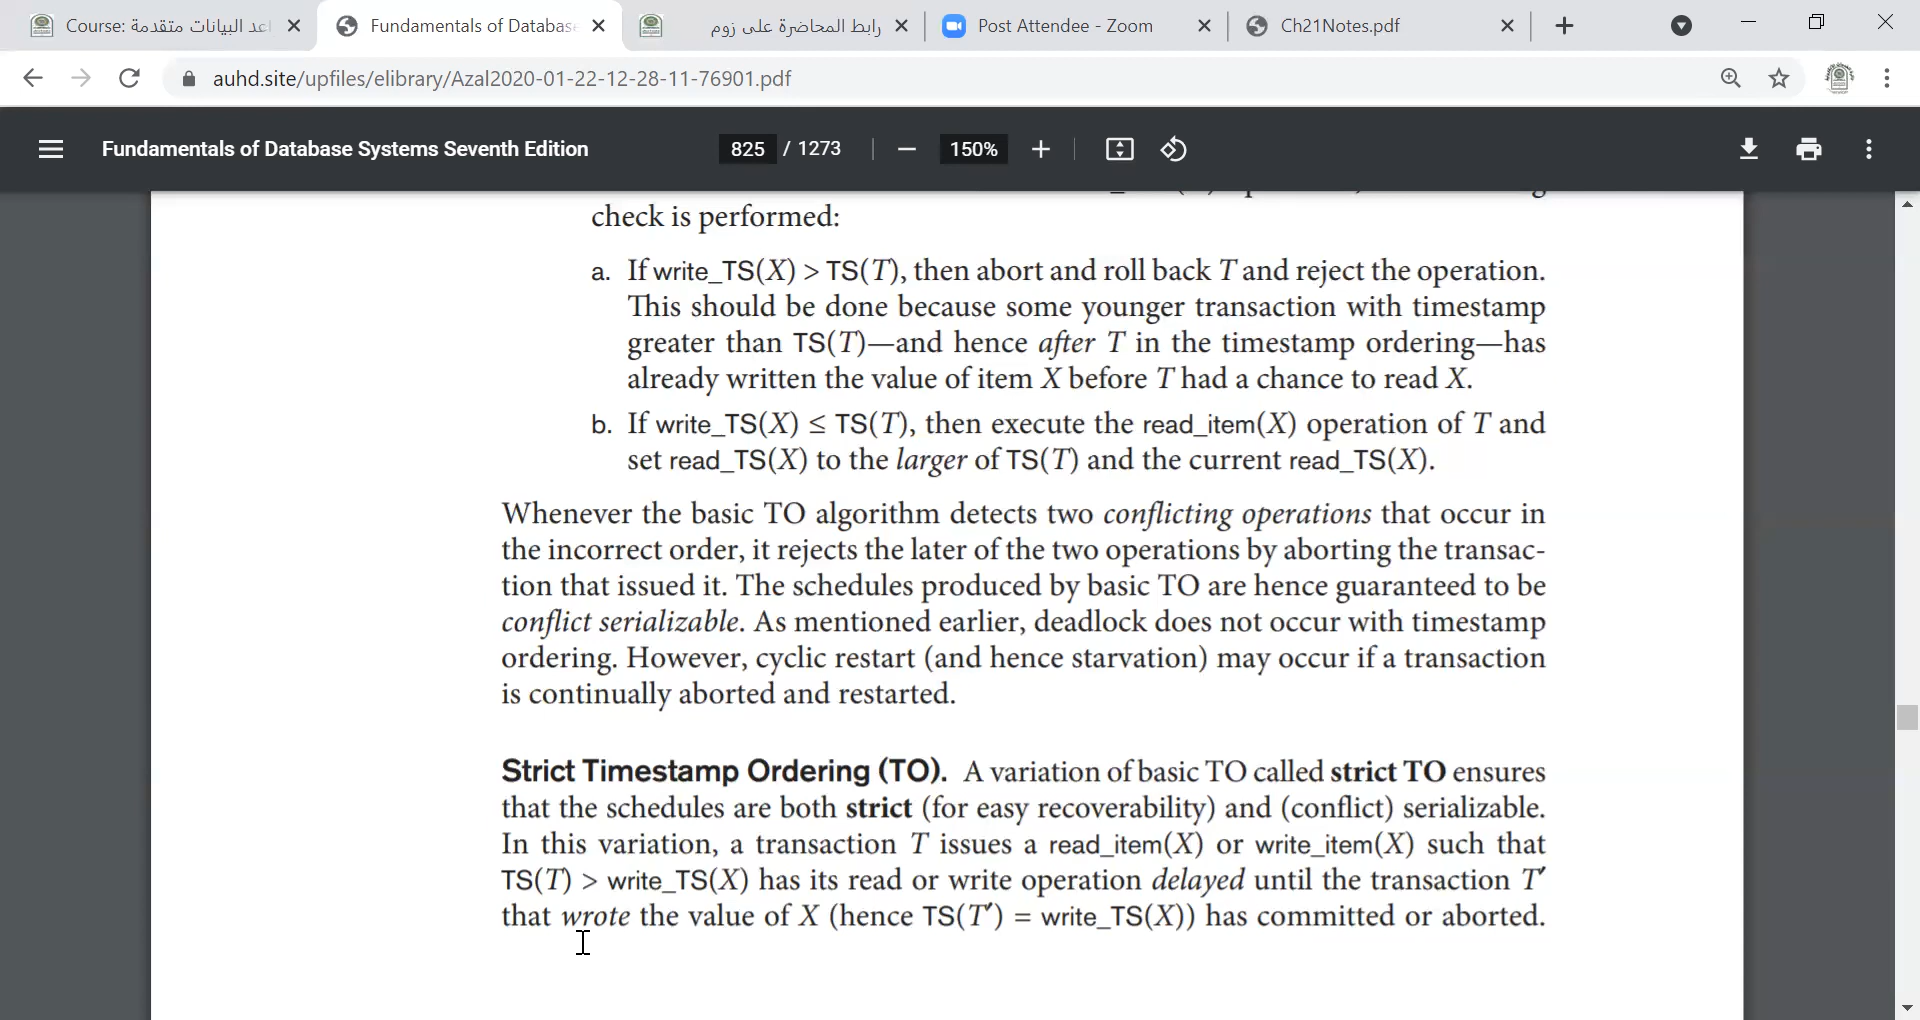 Course: عد البيانات متقدمة
Fundamentals of Database
رابط المحاضرة على زوم
Post Attendee - Zoom
Ch21Notes.pdf
auhd.site/upfiles/elibrary/Azal2020-01-22-12-28-11-76901.pdf
Fundamentals of Database Systems Seventh Edition
825 / 1273
150%
check is performed:
a. If write_TS(X) > TS(T), then abort and roll back T and reject the operation.
This should be done because some younger transaction with timestamp
greater than TS(T)—and hence after T in the timestamp ordering—has
already written the value of item X before T had a chance to read X.
b. If write_TS(X) ≤ TS(T), then execute the read_item(X) operation of T and
set read_TS(X) to the larger of TS(T) and the current read_TS(X).
Whenever the basic TO algorithm detects two conflicting operations that occur in
the incorrect order, it rejects the later of the two operations by aborting the transac-
tion that issued it. The schedules produced by basic TO are hence guaranteed to be
conflict serializable. As mentioned earlier, deadlock does not occur with timestamp
ordering. However, cyclic restart (and hence starvation) may occur if a transaction
is continually aborted and restarted.
Strict Timestamp Ordering (TO). A variation of basic TO called strict TO ensures
that the schedules are both strict (for easy recoverability) and (conflict) serializable.
In this variation, a transaction T issues a read_item(X) or write_item(X) such that
TS(T) > write_TS(X) has its read or write operation delayed until the transaction T′
that wrote the value of X (hence TS(T′) = write_TS(X)) has committed or aborted.